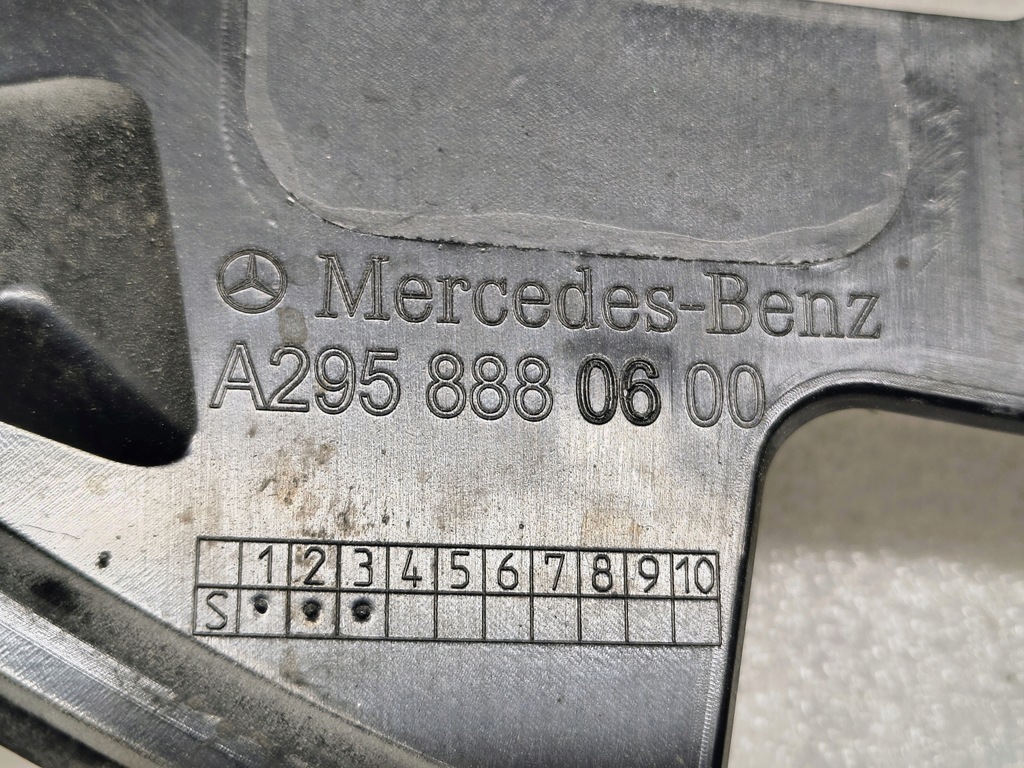 Mercedes-Benz
A295 888 06 00
1 2 3 4 5 6 7 8 9 10
S